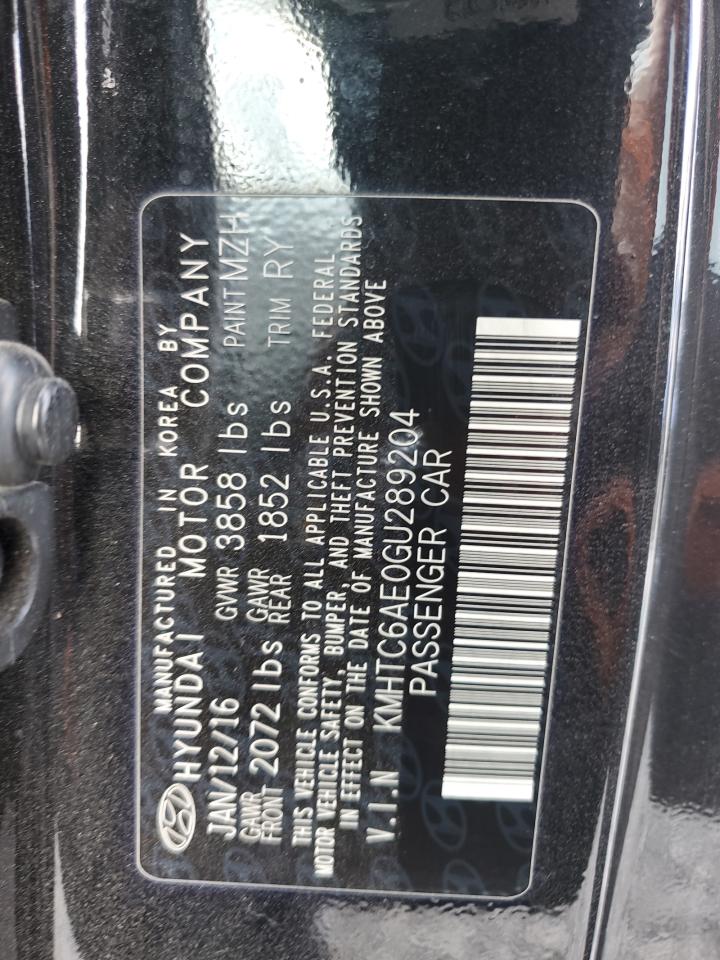 MANUFACTURED IN KOREA BY
HYUNDAI MOTOR COMPANY
JAN/12/16 GVWR 3858 lbs PAINT MZH
GAWR FRONT 2072 lbs GAWR REAR 1852 lbs TRIM RY
THIS VEHICLE CONFORMS TO ALL APPLICABLE U.S.A. FEDERAL
MOTOR VEHICLE SAFETY, BUMPER, AND THEFT PREVENTION STANDARDS
IN EFFECT ON THE DATE OF MANUFACTURE SHOWN ABOVE
V.I.N KMHTC6AE0GU289204
PASSENGER CAR